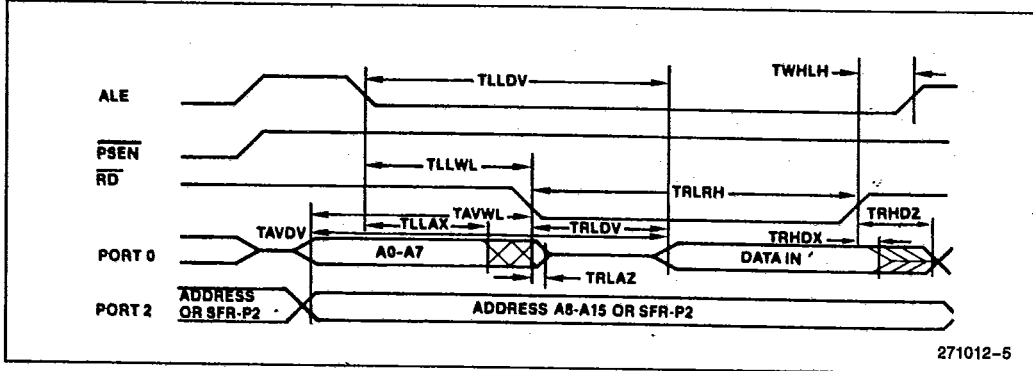 TLLDV
TWHLH
ALE
PSEN
TLLWL
RD
TRLRH
TAVWL
TRHDZ
TLLAX
TAVDV
TRLDV
TRHDX
PORT 0
A0-A7
DATA IN
TRLAZ
PORT 2
ADDRESS
OR SFR-P2
ADDRESS A8-A15 OR SFR-P2
271012-5